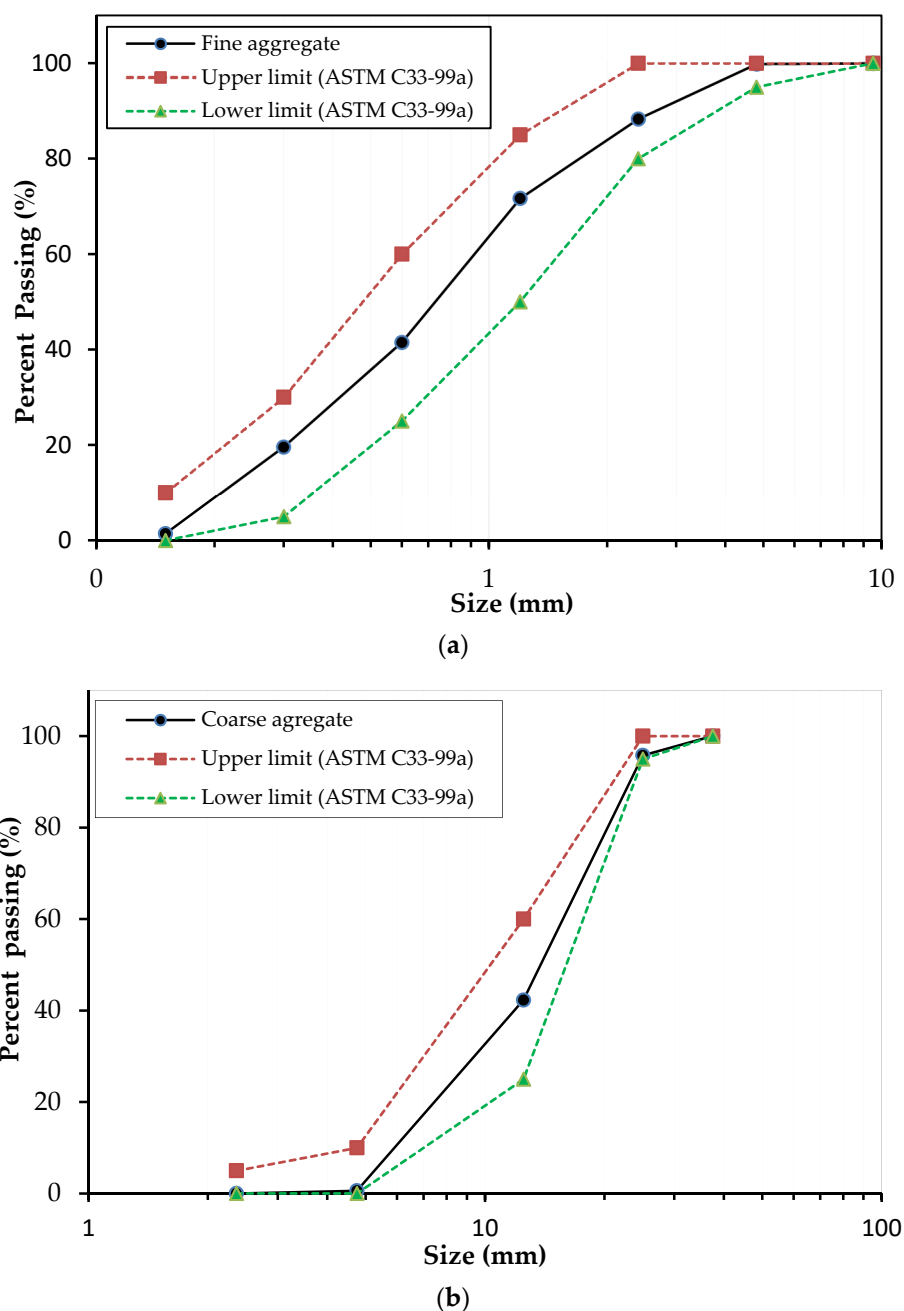 Fine aggregate
Upper limit (ASTM C33-99a)
Lower limit (ASTM C33-99a)
Percent Passing (%)
100
80
60
40
20
0
0 1 10
Size (mm)
(a)
Coarse agregate
Upper limit (ASTM C33-99a)
Lower limit (ASTM C33-99a)
Percent passing (%)
100
80
60
40
20
0
1 10 100
Size (mm)
(b)